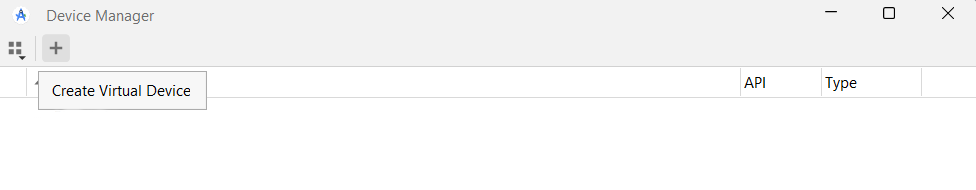 Device Manager
Create Virtual Device
API Type